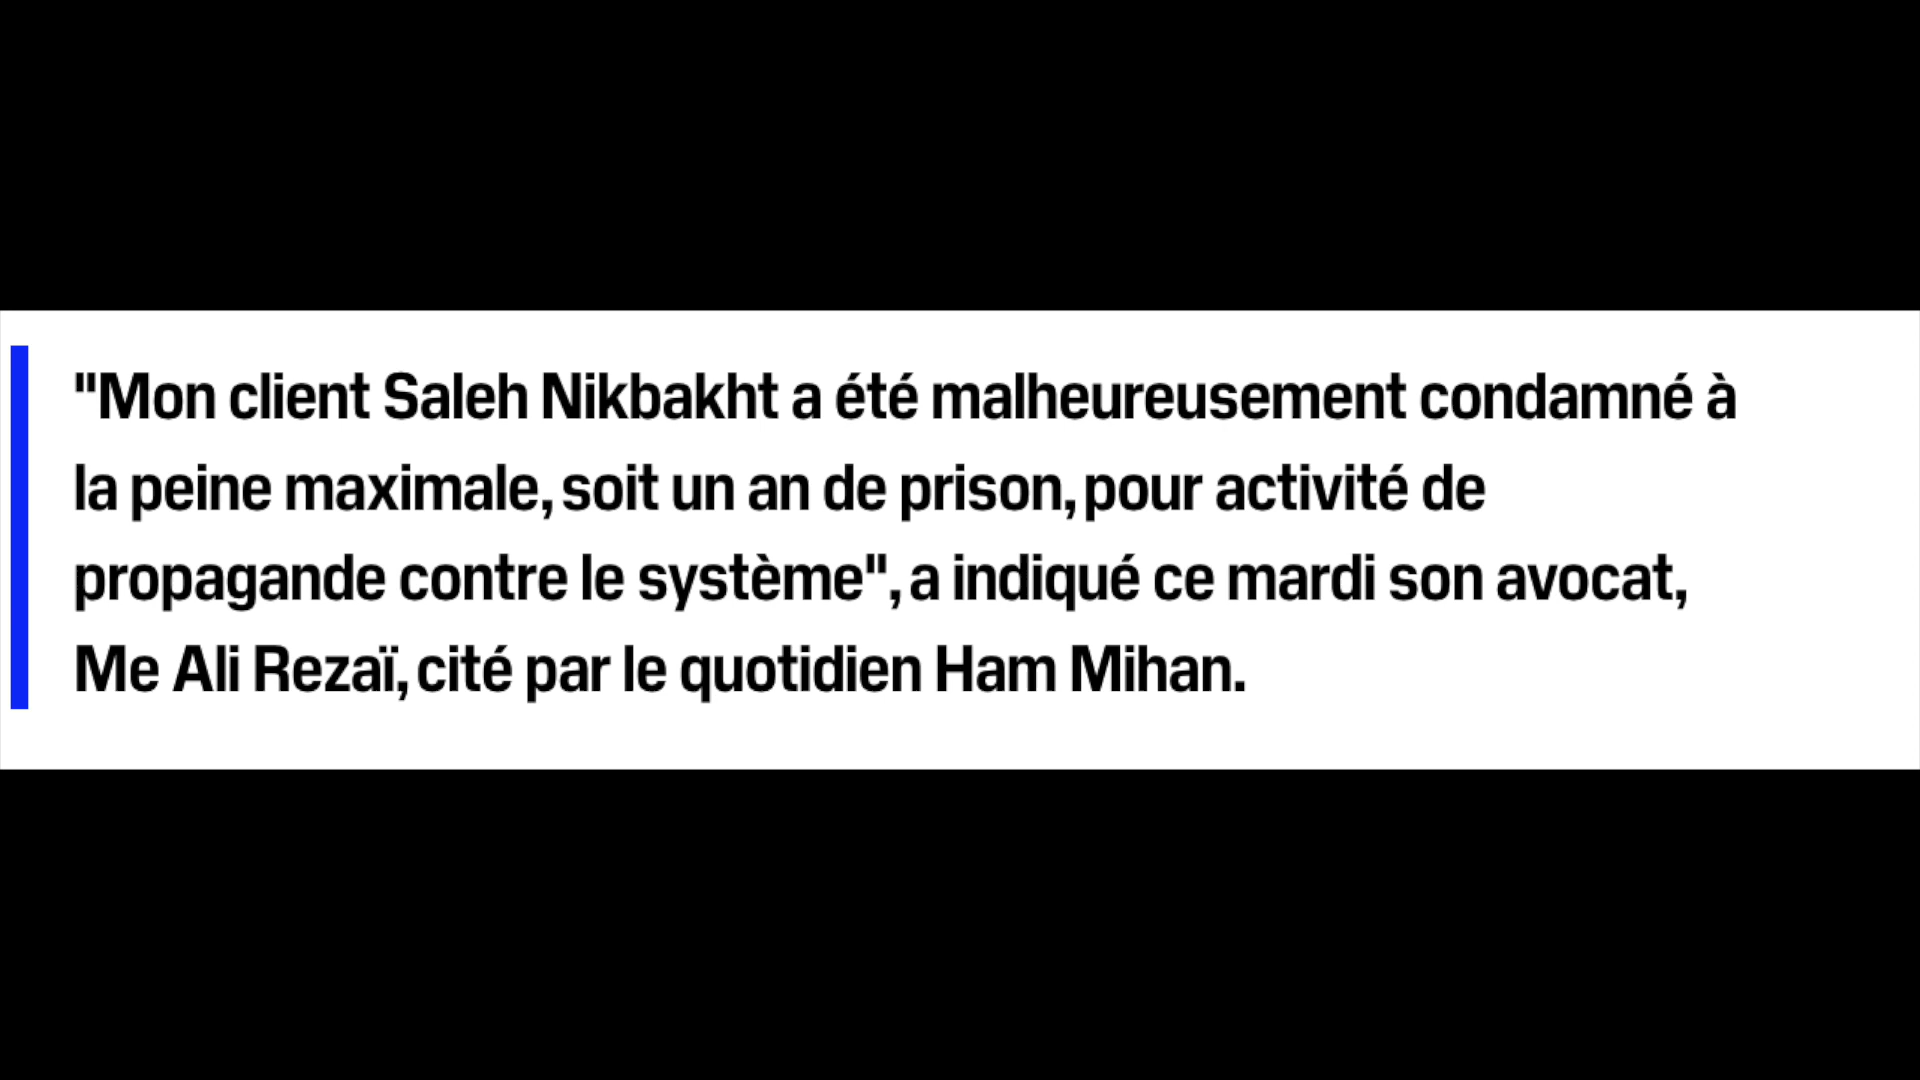 "Mon client Saleh Nikbakht a été malheureusement condamné à
la peine maximale, soit un an de prison, pour activité de
propagande contre le système", a indiqué ce mardi son avocat,
Me Ali Rezaï, cité par le quotidien Ham Mihan.